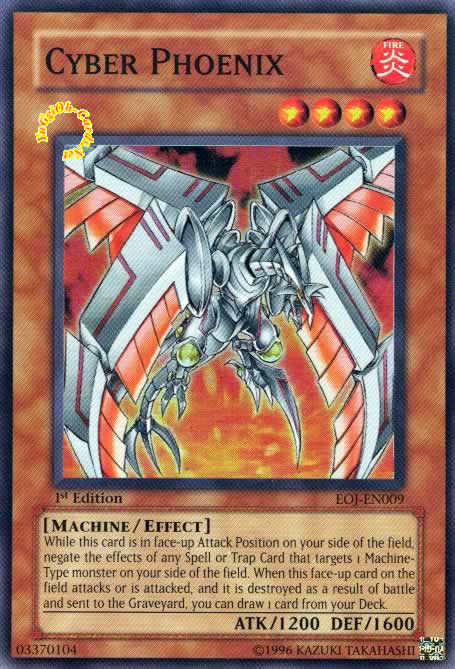 CYBER PHOENIX
FIRE
炎
1st Edition
EOJ-EN009
[MACHINE/EFFECT]
While this card is in face-up Attack Position on your side of the field,
negate the effects of any Spell or Trap Card that targets 1 Machine-
Type monster on your side of the field. When this face-up card on the
field attacks or is attacked, and it is destroyed as a result of battle
and sent to the Graveyard, you can draw 1 card from your Deck.
ATK/1200 DEF/1600
03370104
©1996 KAZUKI TAKAHASHI